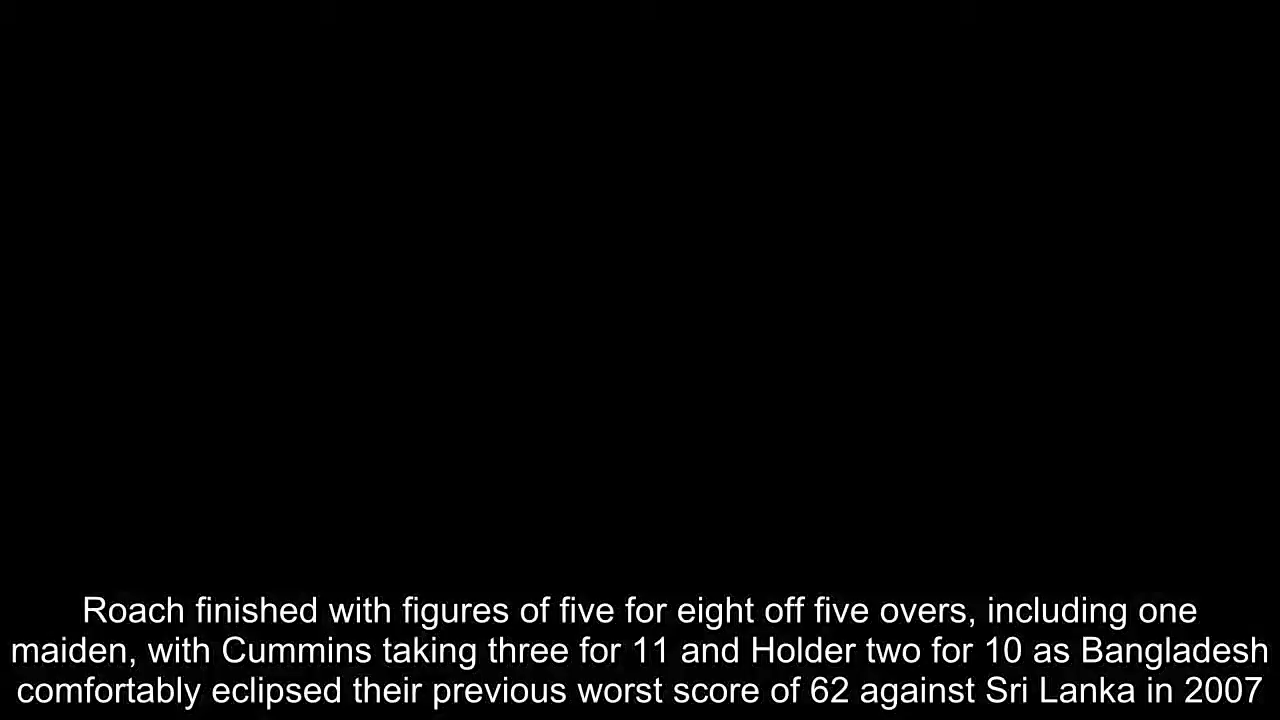 Roach finished with figures of five for eight off five overs, including one
maiden, with Cummins taking three for 11 and Holder two for 10 as Bangladesh
comfortably eclipsed their previous worst score of 62 against Sri Lanka in 2007